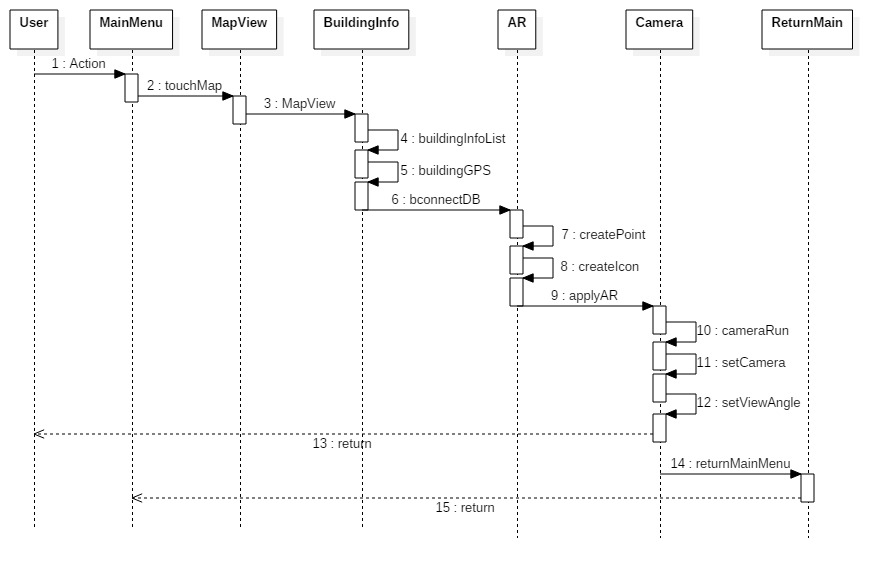 User MainMenu MapView BuildingInfo AR Camera ReturnMain
1 : Action
2 : touchMap
3 : MapView
4 : buildingInfoList
5 : buildingGPS
6 : bconnectDB
7 : createPoint
8 : createIcon
9 : applyAR
10 : cameraRun
11 : setCamera
12 : setViewAngle
13 : return
14 : returnMainMenu
15 : return